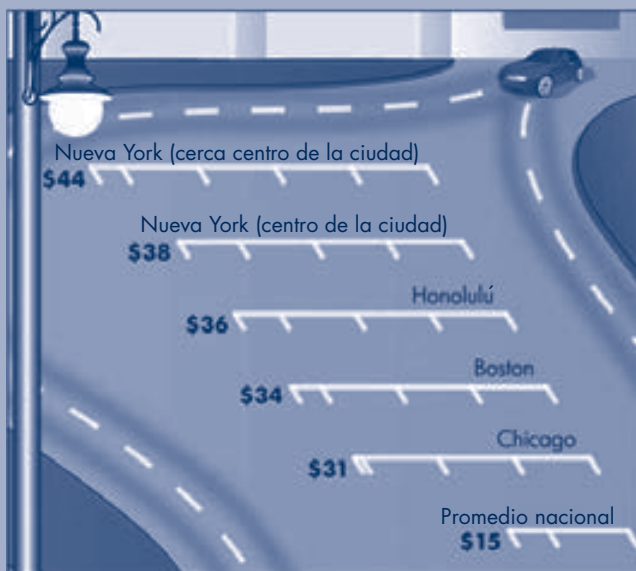 Nueva York (cerca centro de la ciudad)
$44
Nueva York (centro de la ciudad)
$38
Honolulú
$36
Boston
$34
Chicago
$31
Promedio nacional
$15